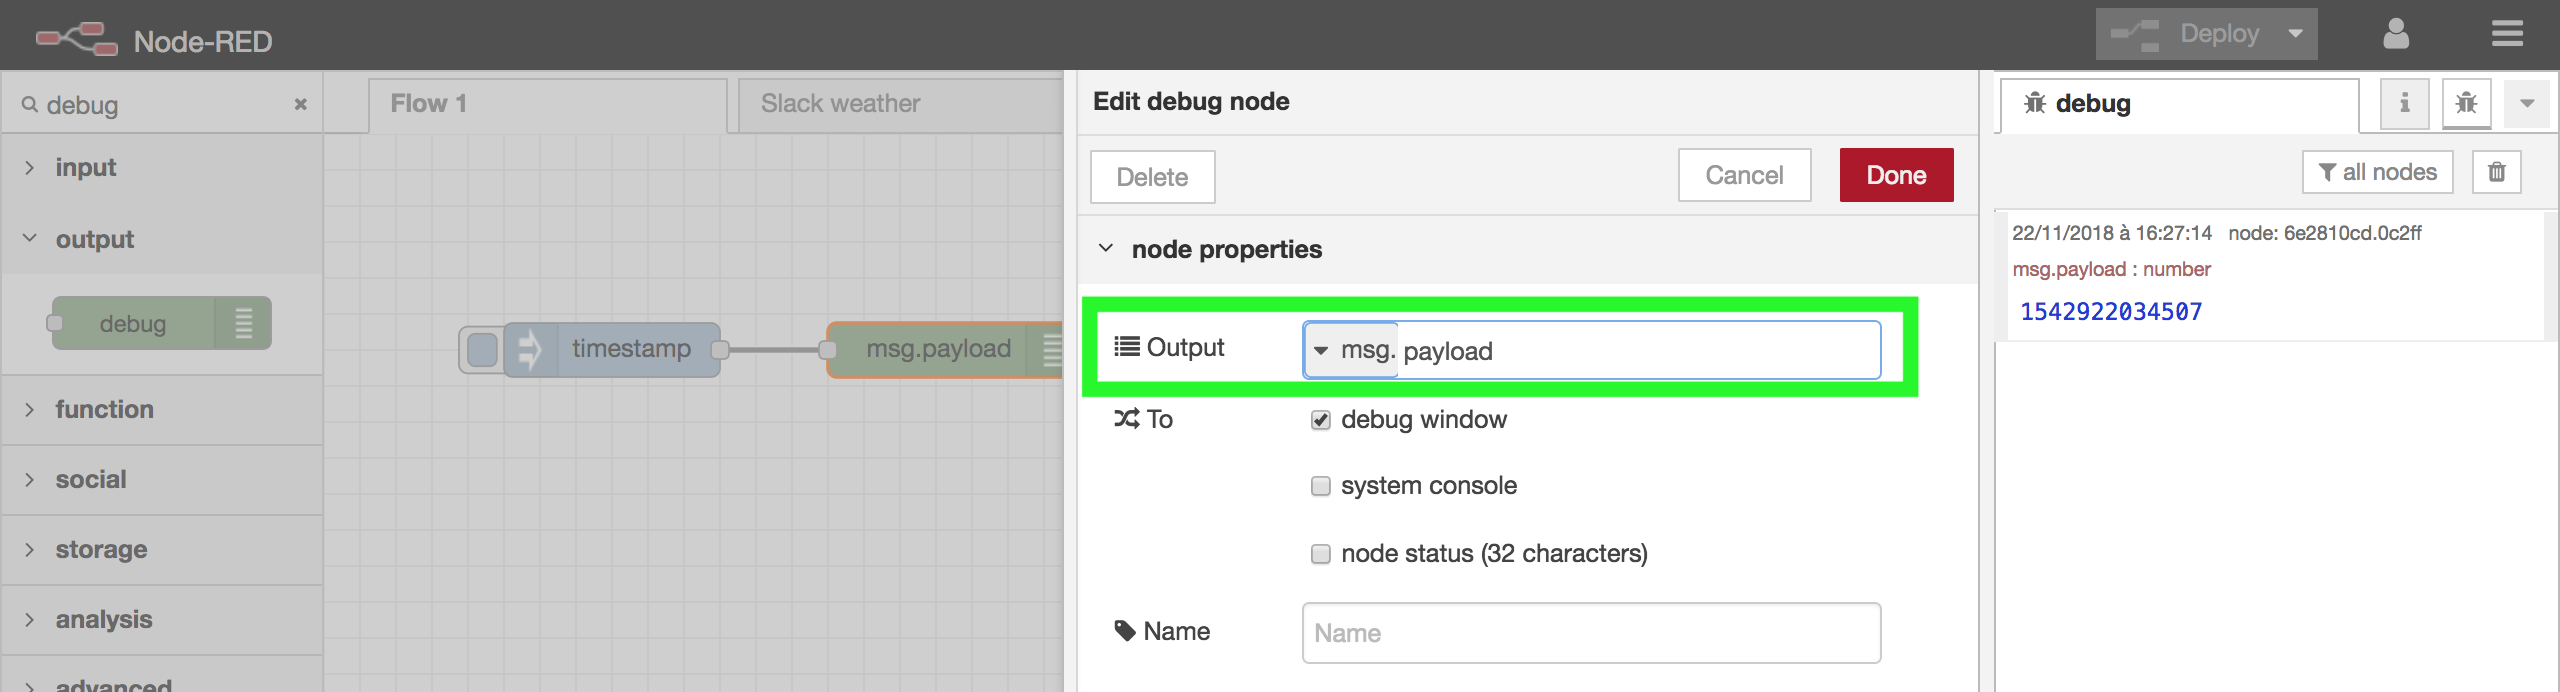 Node-RED
Deploy
debug
input
output
debug
function
social
storage
analysis
advanced
Flow 1
Slack weather
timestamp
msg.payload
Edit debug node
Delete
Cancel
Done
node properties
Output
msg. payload
To
debug window
system console
node status (32 characters)
Name
Name
debug
i
all nodes
22/11/2018 à 16:27:14 node: 6e2810cd.0c2ff
msg.payload : number
1542922034507